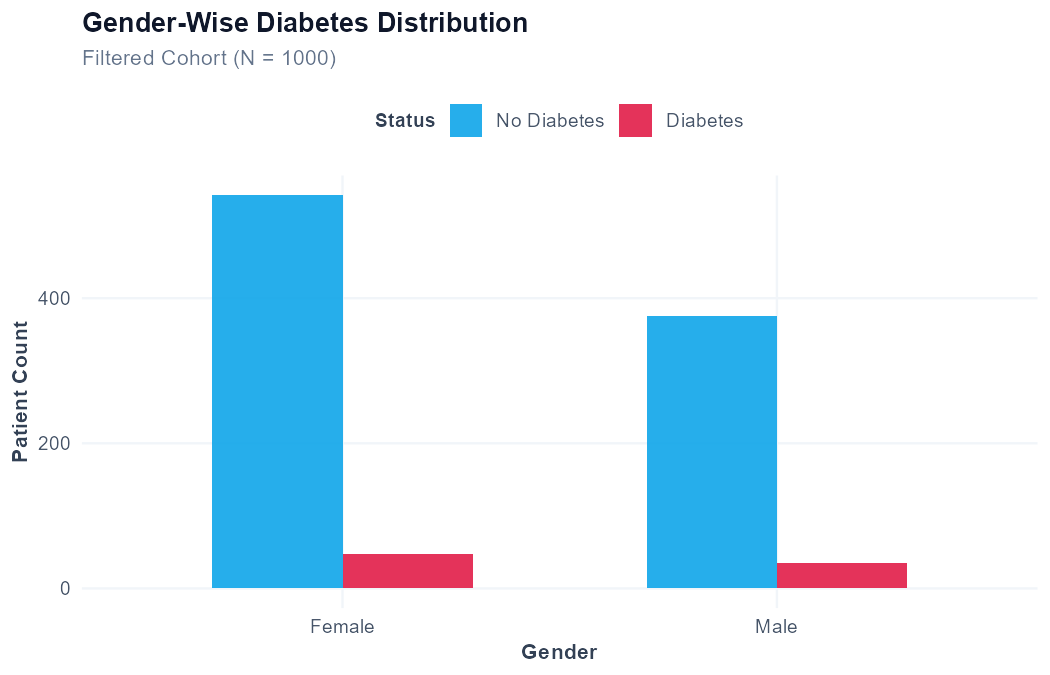 Gender-Wise Diabetes Distribution
Filtered Cohort (N = 1000)
Status No Diabetes Diabetes
Patient Count
400
200
0
Female Male
Gender